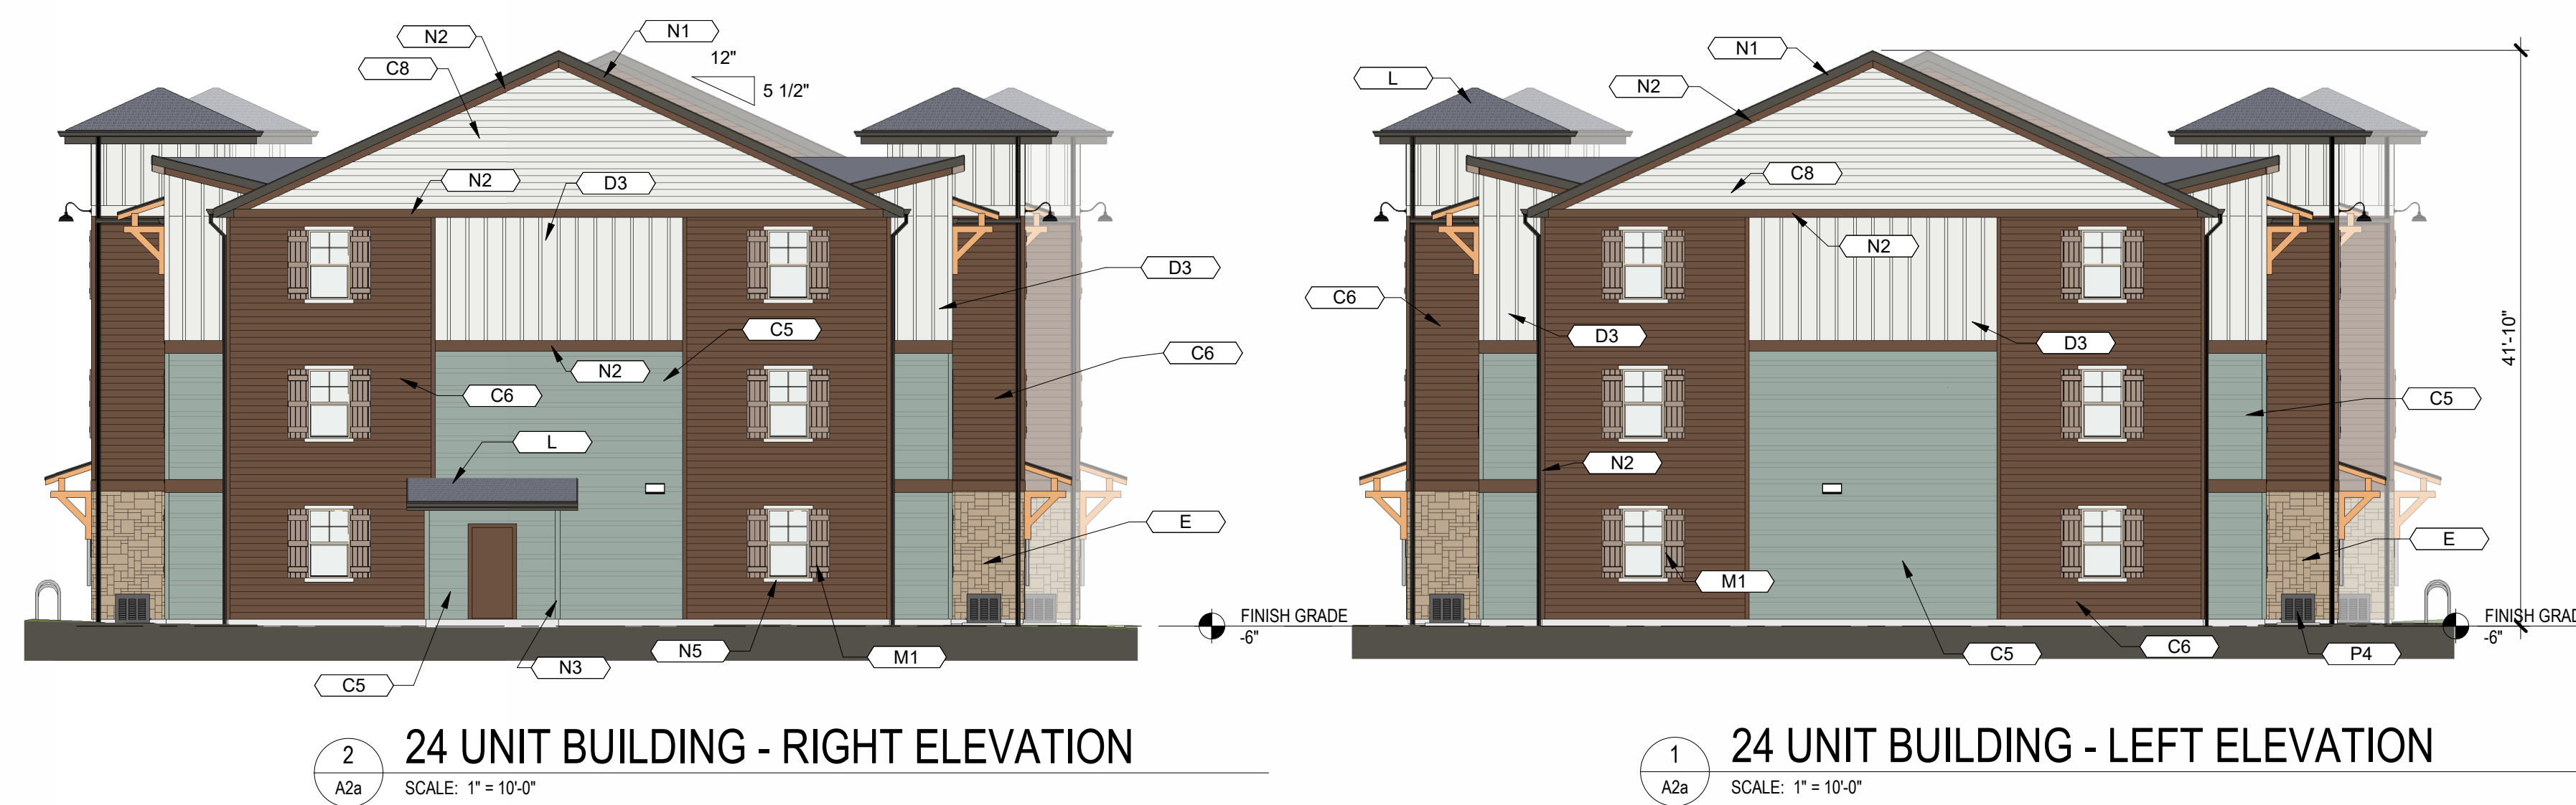 N2
N1
C8
12"
5 1/2"
N2
D3
D3
C5
C6
N2
C6
L
E
FINISH GRADE
-6"
N5
M1
N3
C5
2
A2a
24 UNIT BUILDING - RIGHT ELEVATION
SCALE: 1" = 10'-0"
N1
L
N2
C8
N2
C6
D3
D3
41'-10"
C5
N2
E
M1
FINISH GRAD
-6"
C5
C6
P4
1
A2a
24 UNIT BUILDING - LEFT ELEVATION
SCALE: 1" = 10'-0"